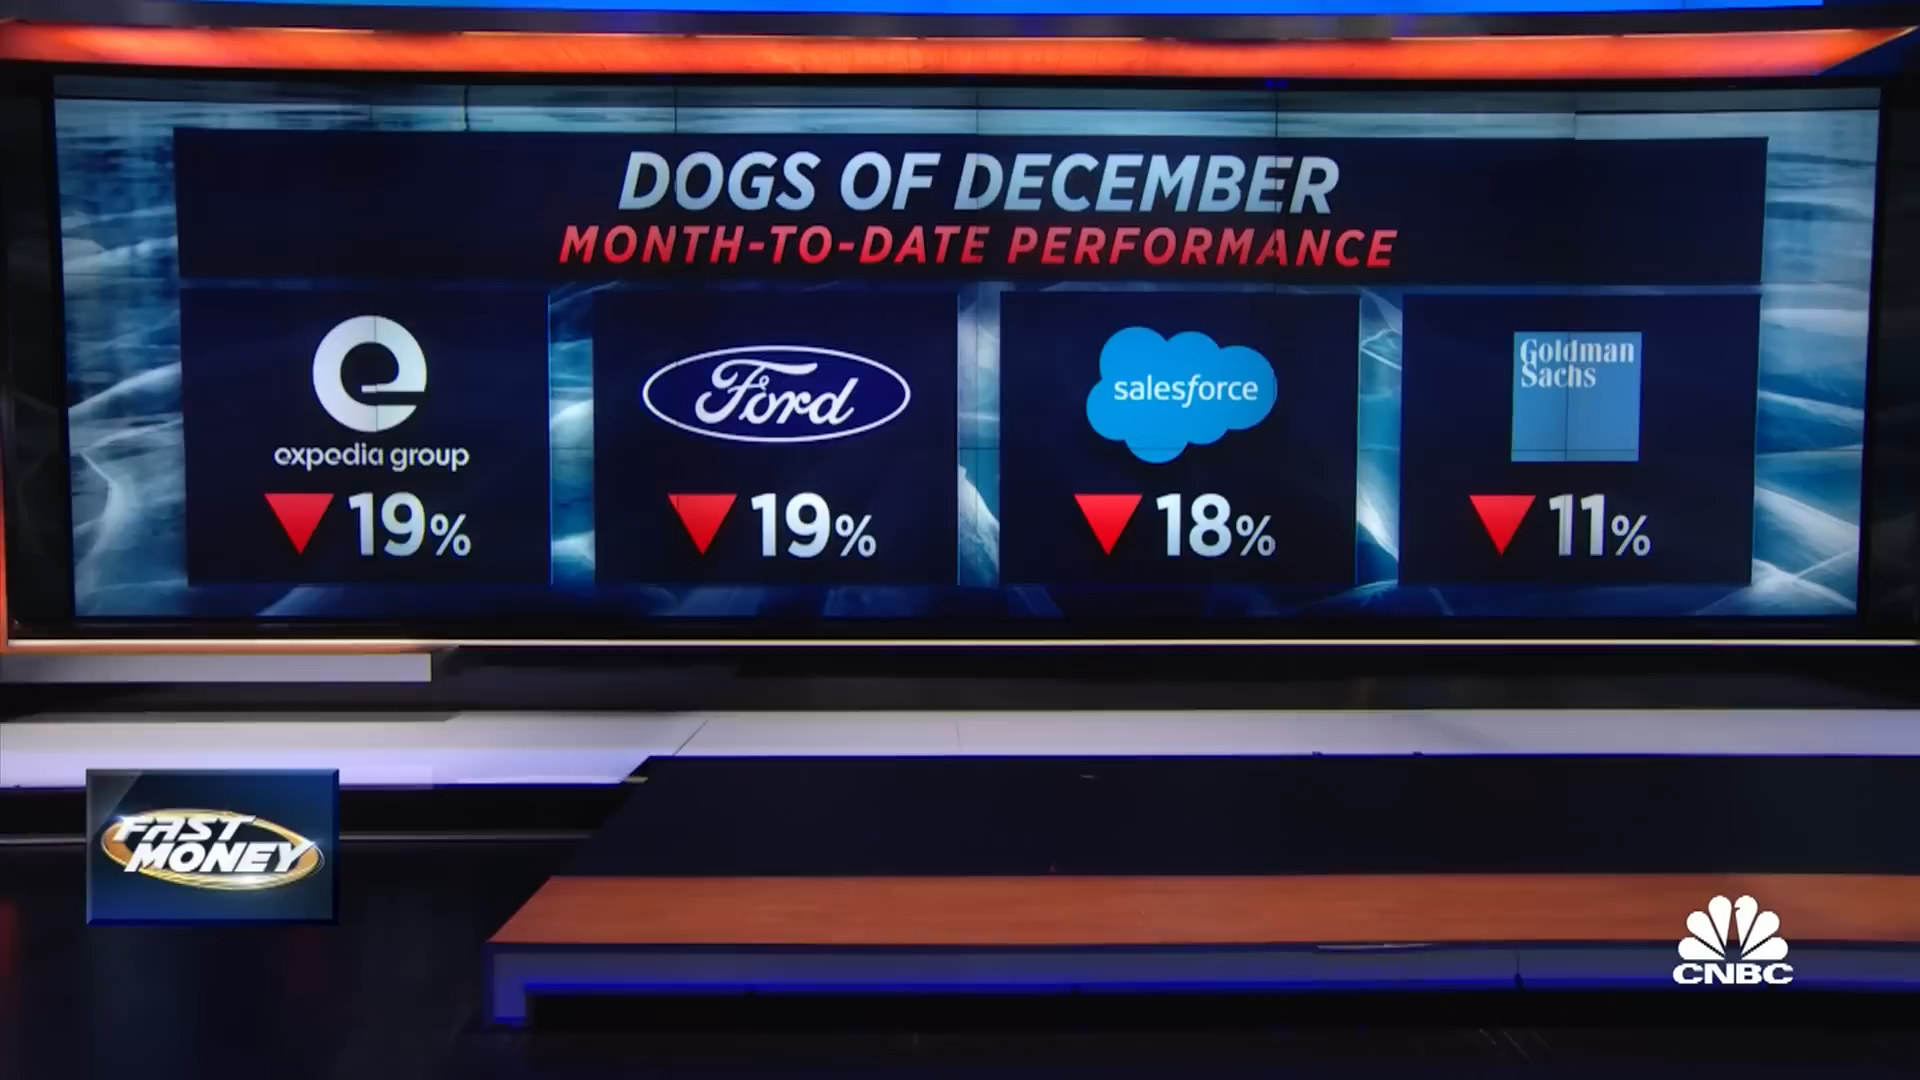 DOGS OF DECEMBER
MONTH-TO-DATE PERFORMANCE
expedia group
19%
Ford
19%
salesforce
18%
Goldman
Sachs
11%
FAST
MONEY
CNBC